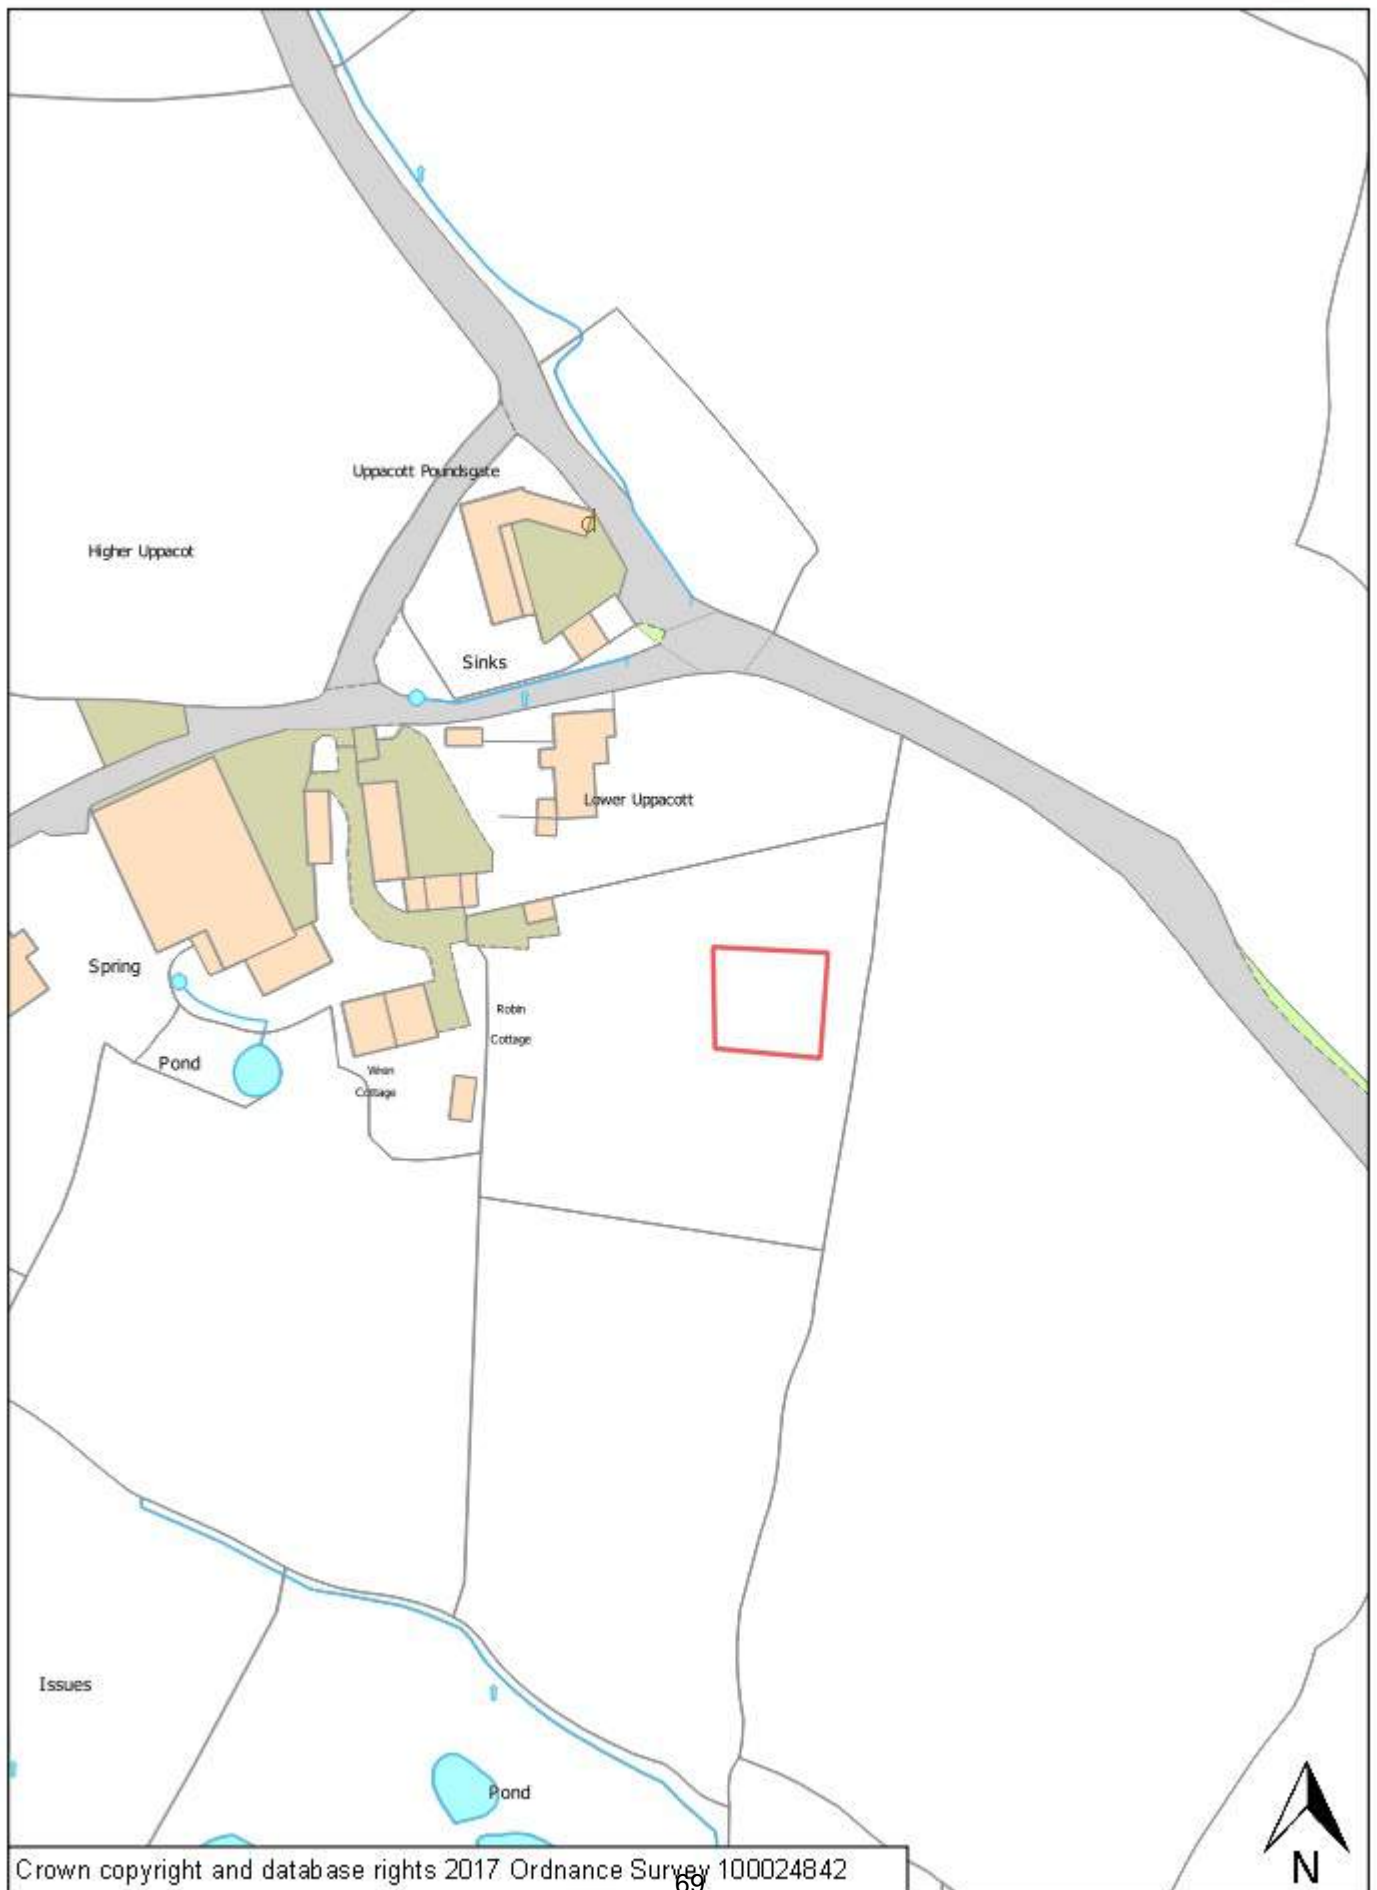 Uppacott Poundsgate
d
Higher Uppacot
Sinks
Lower Uppacott
Spring
Robin
Cottage
Pond
Wren
Cottage
Issues
Pond
Crown copyright and database rights 2017 Ordnance Survey 100024842
69
N